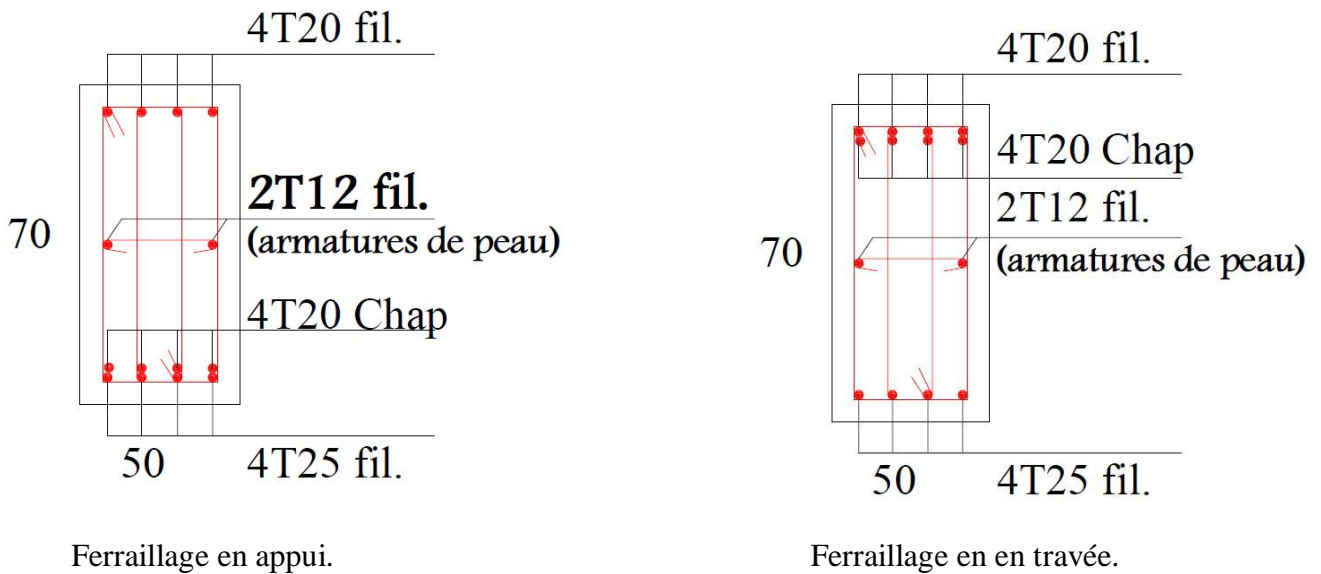 4T20 fil.
2T12 fil.
(armatures de peau)
70
4T20 Chap
50
4T25 fil.
Ferraillage en appui.
4T20 fil.
4T20 Chap
2T12 fil.
(armatures de peau)
70
50
4T25 fil.
Ferraillage en en travée.